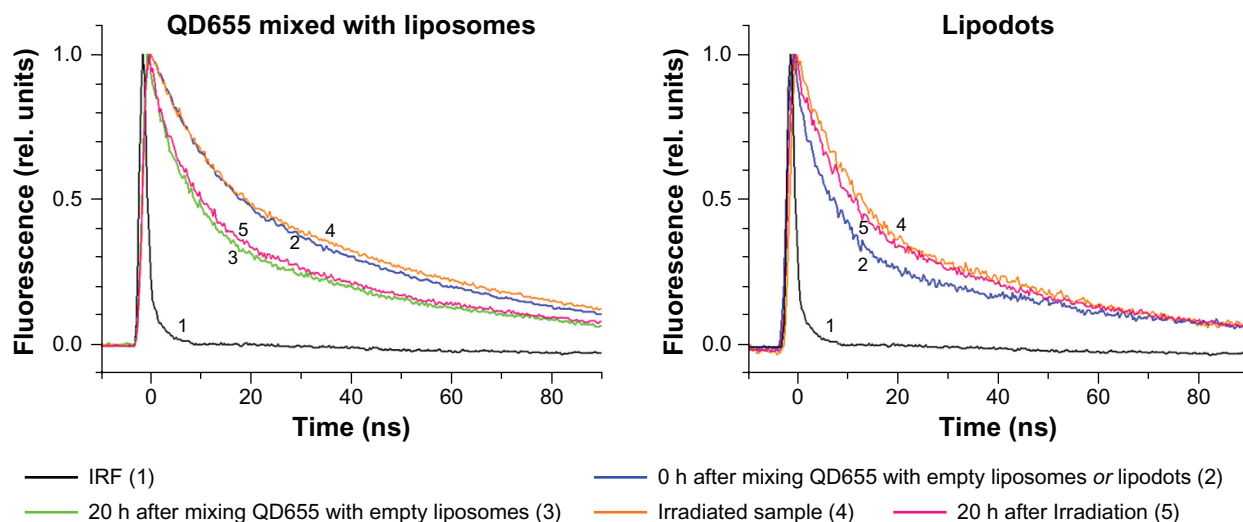 QD655 mixed with liposomes
Fluorescence (rel. units)
1.0
0.5
0.0
1
2
3
4
5
0 20 40 60 80
Time (ns)
Lipodots
Fluorescence (rel. units)
1.0
0.5
0.0
1
2
4
5
0 20 40 60 80
Time (ns)
IRF (1)
0 h after mixing QD655 with empty liposomes or lipodots (2)
20 h after mixing QD655 with empty liposomes (3)
Irradiated sample (4)
20 h after Irradiation (5)